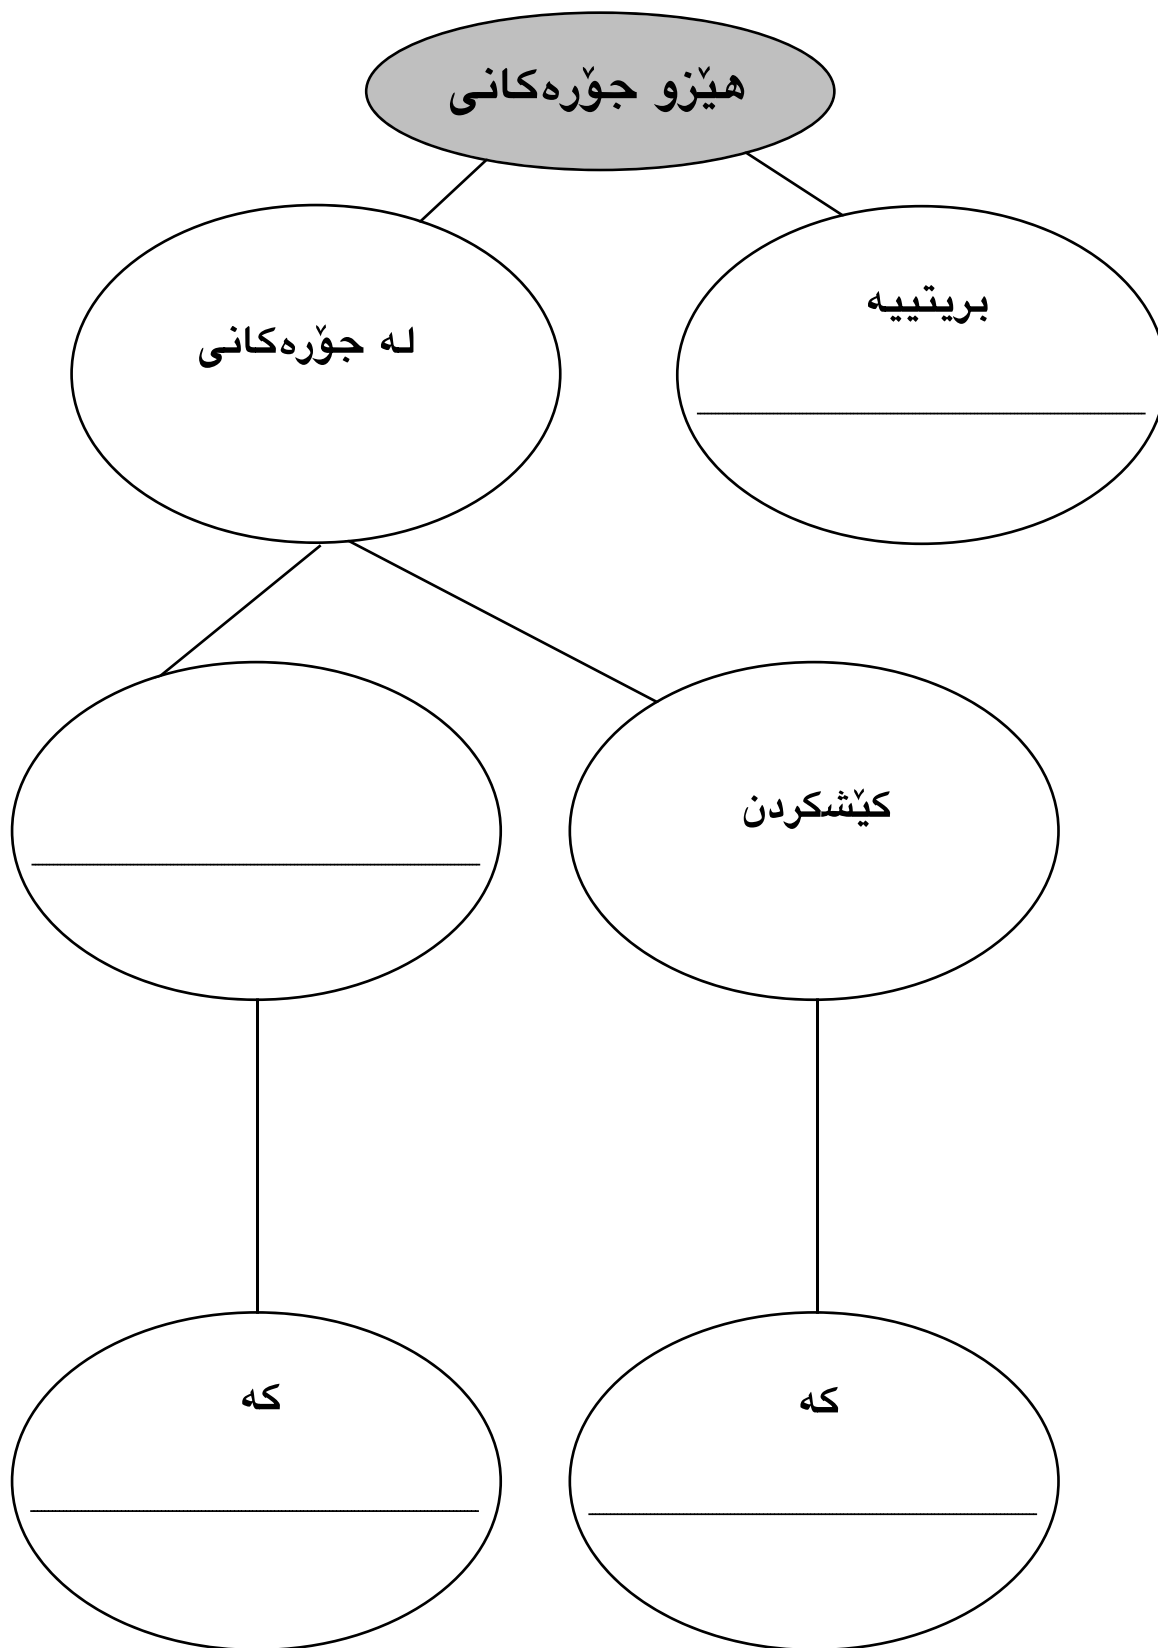 هێزو جۆرەکانی
بریتییە
لە جۆرەکانی
کێشکردن
کە
کە